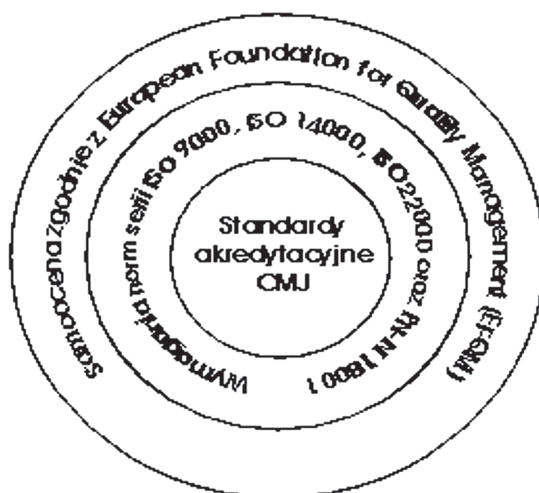 Samoocena zgodnie z European Foundation for Quality Management (EFQM)
Wymagania norm serii ISO 9000, ISO 14000, ISO 22000 oraz PN-N 18001
Standardy
akredytacyjne
CMJ